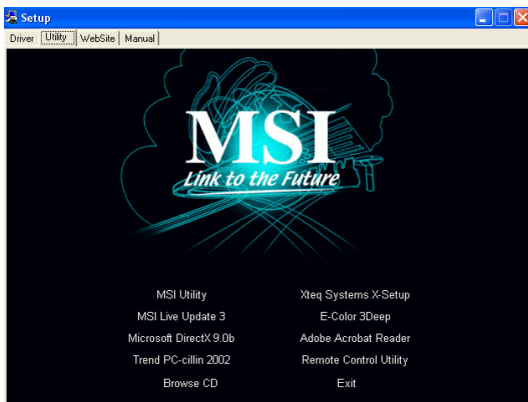 Setup
Driver Utility WebSite Manual
MSI
Link to the Future
MSI Utility Xteq Systems X-Setup
MSI Live Update 3 E-Color 3Deep
Microsoft DirectX 9.0b Adobe Acrobat Reader
Trend PC-cillin 2002 Remote Control Utility
Browse CD Exit